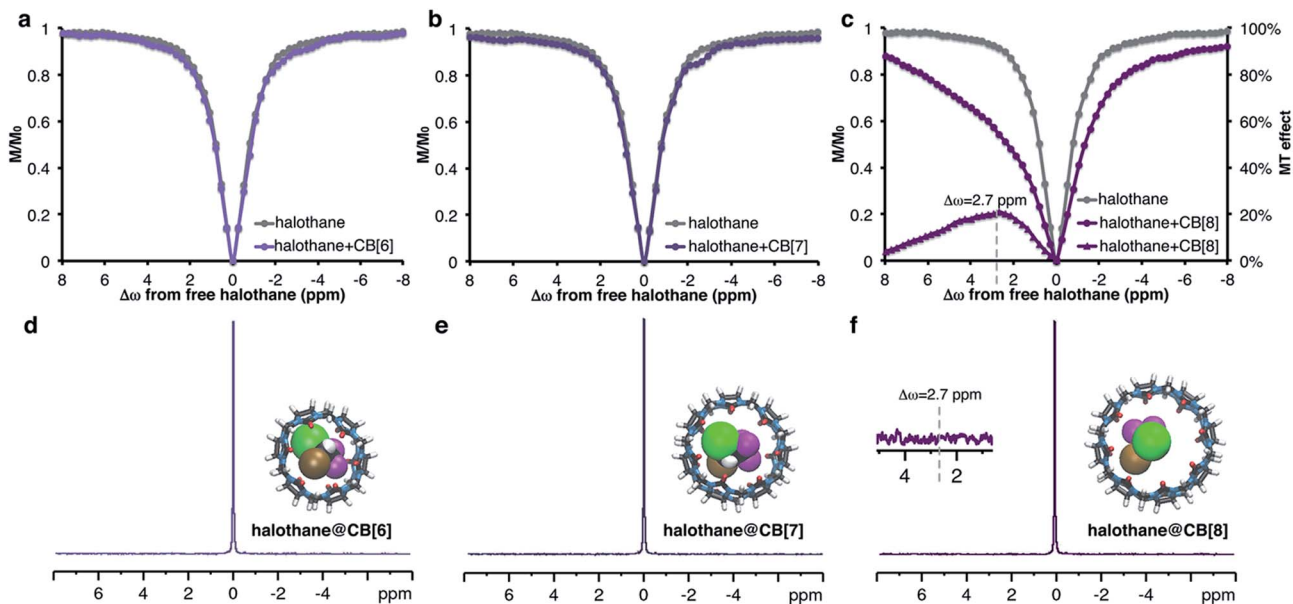 a
1
0.8
0.6
0.4
0.2
0
M/M₀
halothane
halothane+CB[6]
8 6 4 2 0 -2 -4 -6 -8
Δω from free halothane (ppm)
b
1
0.8
0.6
0.4
0.2
0
M/M₀
halothane
halothane+CB[7]
8 6 4 2 0 -2 -4 -6 -8
Δω from free halothane (ppm)
c
1
0.8
0.6
0.4
0.2
0
M/M₀
100%
80%
60%
40%
20%
0%
MT effect
Δω=2.7 ppm
halothane
halothane+CB[8]
halothane+CB[8]
8 6 4 2 0 -2 -4 -6 -8
Δω from free halothane (ppm)
d
halothane@CB[6]
6 4 2 0 -2 -4 ppm
e
halothane@CB[7]
6 4 2 0 -2 -4 ppm
f
Δω=2.7 ppm
4 2
halothane@CB[8]
6 4 2 0 -2 -4 -6 ppm